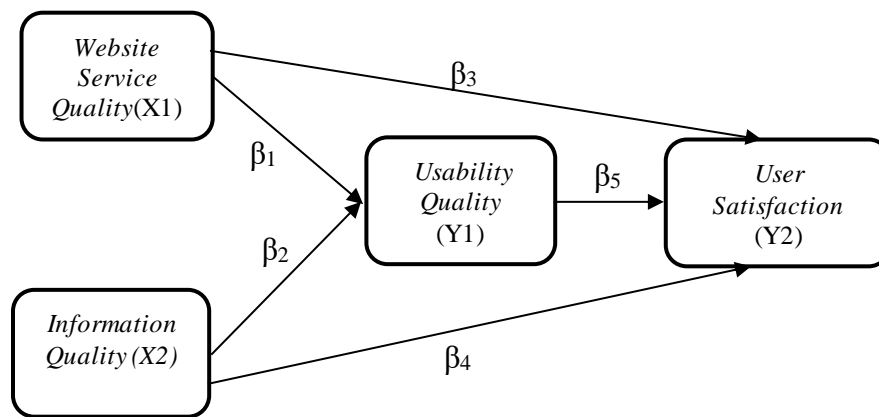 Website
Service
Quality(X1)
β3
β1
Usability
Quality
(Y1)
β5
User
Satisfaction
(Y2)
β2
Information
Quality (X2)
β4